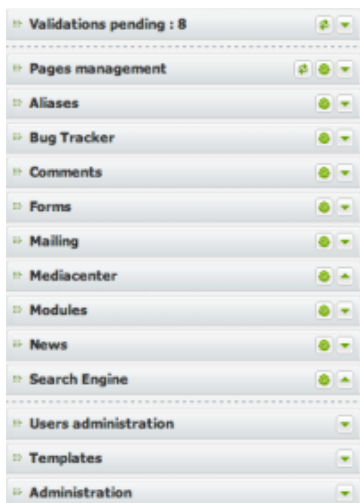 Validations pending : 8
Pages management
Aliases
Bug Tracker
Comments
Forms
Mailing
Mediacenter
Modules
News
Search Engine
Users administration
Templates
Administration